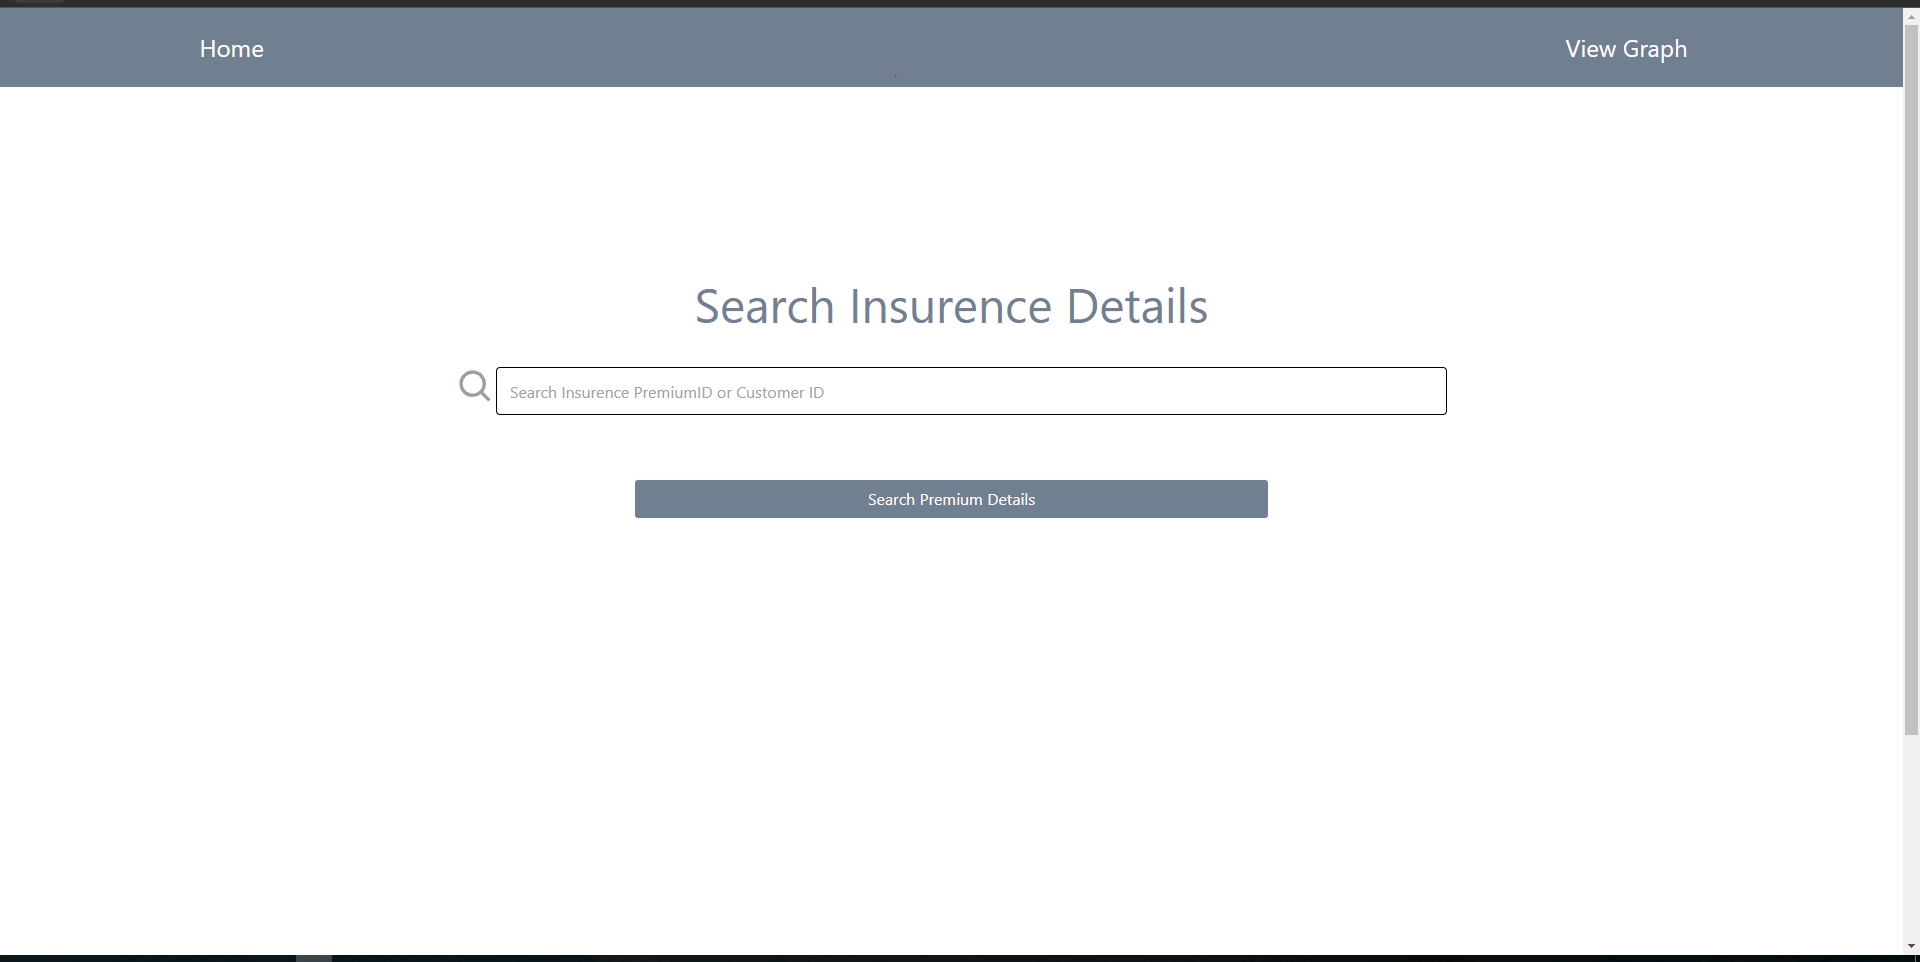 Home
View Graph
Search Insurence Details
Search Insurence PremiumID or Customer ID
Search Premium Details